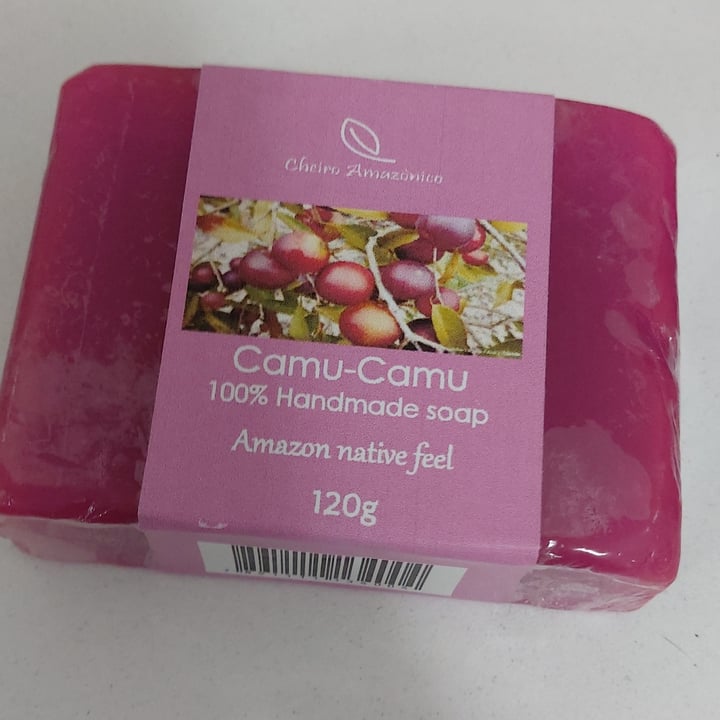 Cheiro Amazônico
Camu-Camu
100% Handmade soap
Amazon native feel
120g